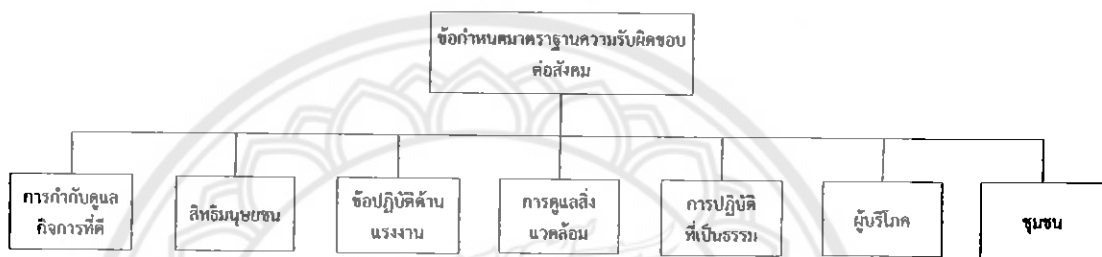 ข้อกำหนดมาตราฐานความรับผิดชอบ
ต่อสังคม
การกำกับดูแล
กิจการที่ดี
สิทธิมนุษยชน
ข้อปฏิบัติด้าน
แรงงาน
การดูแลสิ่ง
แวดล้อม
การปฏิบัติ
ที่เป็นธรรม
ผู้บริโภค
ชุมชน